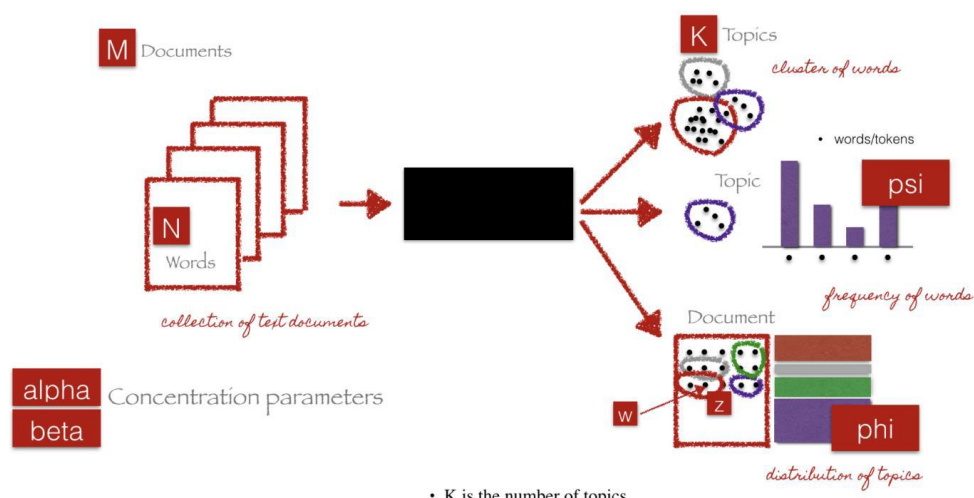 M Documents
N
Words
collection of text documents
alpha
beta
Concentration parameters
K Topics
cluster of words
• words/tokens
Topic
psi
frequency of words
Document
w
z
phi
distribution of topics
• K is the number of topics